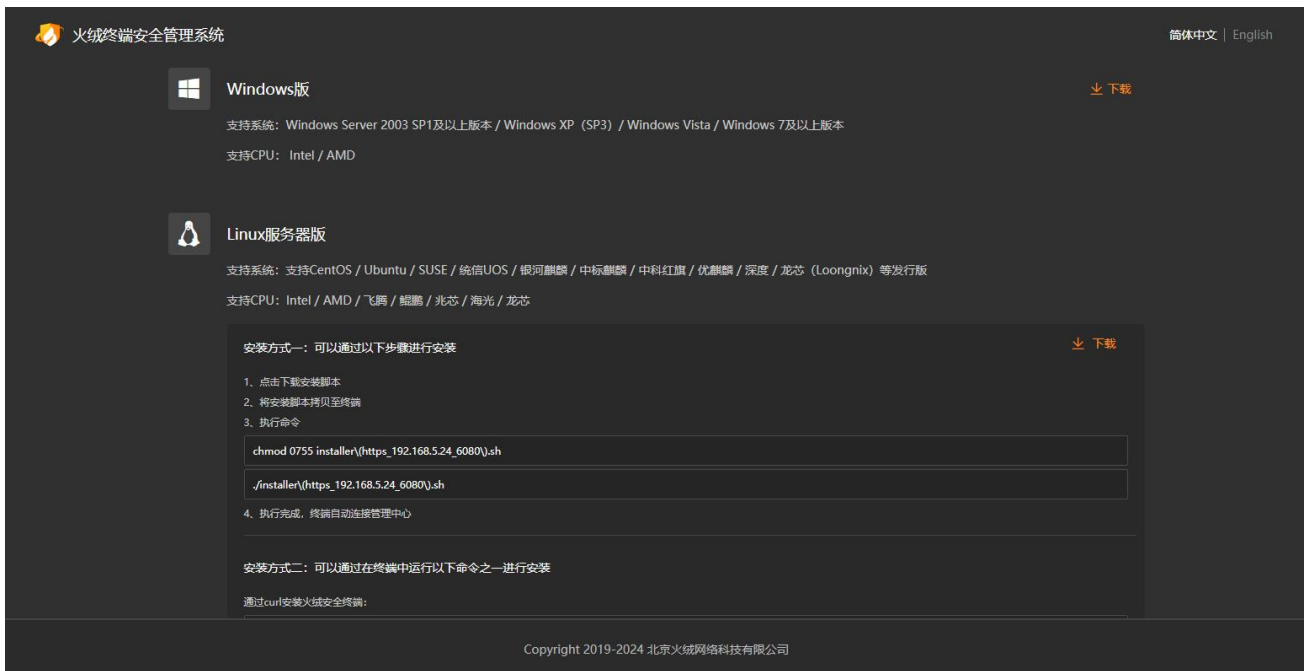 火绒终端安全管理系统
简体中文 | English
Windows版
下载
支持系统：Windows Server 2003 SP1及以上版本 / Windows XP（SP3）/ Windows Vista / Windows 7及以上版本
支持CPU： Intel / AMD
Linux服务器版
支持系统：支持CentOS / Ubuntu / SUSE / 统信UOS / 银河麒麟 / 中标麒麟 / 中科红旗 / 优麒麟 / 深度 / 龙芯（Loongnix）等发行版
支持CPU：Intel / AMD / 飞腾 / 鲲鹏 / 兆芯 / 海光 / 龙芯
安装方式一：可以通过以下步骤进行安装
下载
1、点击下载安装脚本
2、将安装脚本拷贝至终端
3、执行命令
chmod 0755 installer\(https_192.168.5.24_6080\).sh
./installer\(https_192.168.5.24_6080\).sh
4、执行完成，终端自动连接管理中心
安装方式二：可以通过在终端中运行以下命令之一进行安装
通过curl安装火绒安全终端：
Copyright 2019-2024 北京火绒网络科技有限公司